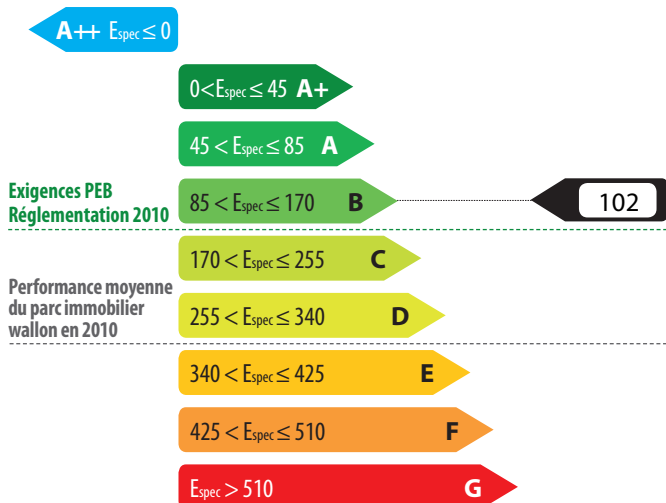 A++ Espec ≤ 0
0<Espec ≤ 45 A+
45 < Espec ≤ 85 A
Exigences PEB
Réglementation 2010
85 < Espec ≤ 170 B
102
170 < Espec ≤ 255 C
Performance moyenne
du parc immobilier
wallon en 2010
255 < Espec ≤ 340 D
340 < Espec ≤ 425 E
425 < Espec ≤ 510 F
Espec > 510 G